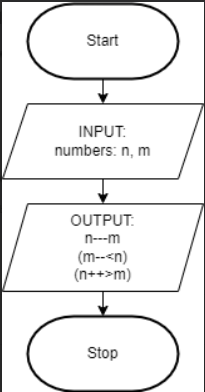 Start
INPUT:
numbers: n, m
OUTPUT:
n---m
(m--<n)
(n++>m)
Stop